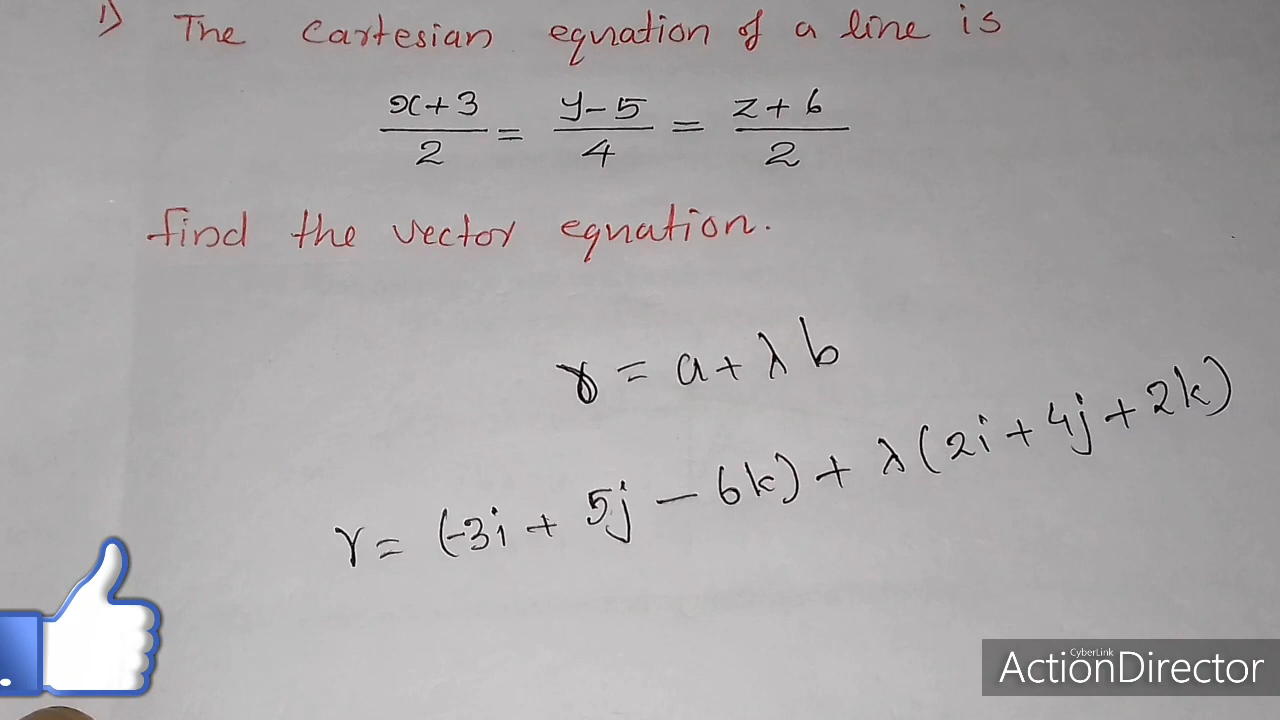 1) The Cartesian equation of a line is
x+3/2 = y-5/4 = z+6/2
find the vector equation.
r = a + λ b
r = (-3i + 5j - 6k) + λ (2i + 4j + 2k)
CyberLink
ActionDirector